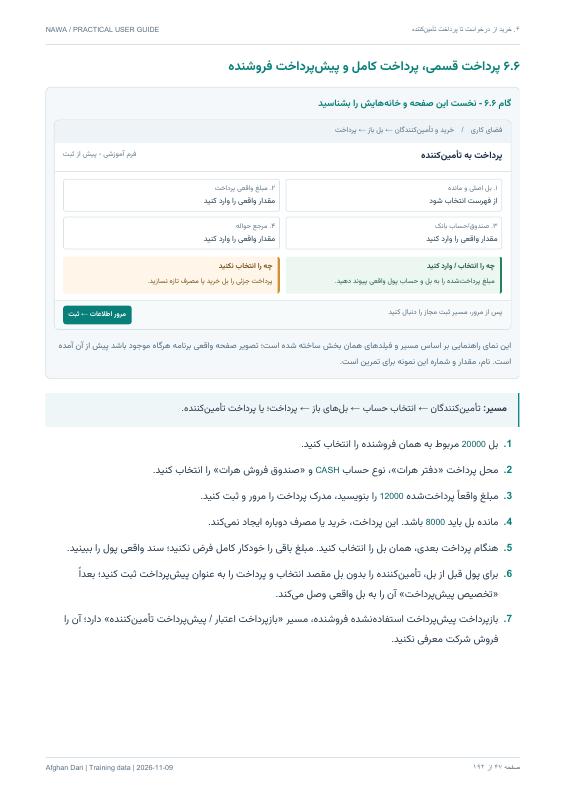 ۴. خرید از درخواست تا پرداخت تأمین‌کننده
NAWA / PRACTICAL USER GUIDE
۶.۶ پرداخت قسمی، پرداخت کامل و پیش‌پرداخت فروشنده
گام ۶.۶ - نخست این صفحه و خانه‌هایش را بشناسید
فضای کاری / خرید و تأمین‌کنندگان ← بل باز ← پرداخت
پرداخت به تأمین‌کننده
فرم آموزشی - پیش از ثبت
۱. بل اصلی و مانده
از فهرست انتخاب شود
۲. مبلغ واقعی پرداخت
مقدار واقعی را وارد کنید
۳. صندوق/حساب بانک
مقدار واقعی را وارد کنید
۴. مرجع حواله
مقدار واقعی را وارد کنید
چه را انتخاب / وارد کنید
مبلغ پرداخت‌شده را به بل و حساب پول واقعی پیوند دهید.
چه را انتخاب نکنید
پرداخت جزئی را بل خرید یا مصرف تازه نسازید.
پس از مرور، مسیر ثبت مجاز را دنبال کنید
مرور اطلاعات ← ثبت
این نمای راهنمایی بر اساس مسیر و فیلدهای همان بخش ساخته شده است؛ تصویر صفحه واقعی برنامه هرگاه موجود باشد پیش از آن آمده
است. نام، مقدار و شماره این نمونه برای تمرین است.
مسیر: تأمین‌کنندگان ← انتخاب حساب ← بل‌های باز ← پرداخت؛ یا پرداخت تأمین‌کننده.
1. بل 20000 مربوط به همان فروشنده را انتخاب کنید.
2. محل پرداخت «دفتر هرات»، نوع حساب CASH و «صندوق فروش هرات» را انتخاب کنید.
3. مبلغ واقعاً پرداخت‌شده 12000 را بنویسید، مدرک پرداخت را مرور و ثبت کنید.
4. مانده بل باید 8000 باشد. این پرداخت، خرید یا مصرف دوباره ایجاد نمی‌کند.
5. هنگام پرداخت بعدی، همان بل را انتخاب کنید. مبلغ باقی را خودکار کامل فرض نکنید؛ سند واقعی پول را ببینید.
6. برای پول قبل از بل، تأمین‌کننده را بدون بل مقصد انتخاب و پرداخت را به عنوان پیش‌پرداخت ثبت کنید؛ بعداً
«تخصیص پیش‌پرداخت» آن را به بل واقعی وصل می‌کند.
7. بازپرداخت پیش‌پرداخت استفاده‌نشده فروشنده، مسیر «بازپرداخت اعتبار / پیش‌پرداخت تأمین‌کننده» دارد؛ آن را
فروش شرکت معرفی نکنید.
صفحه ۴۷ از ۱۹۲
Afghan Dari | Training data | 2026-11-09